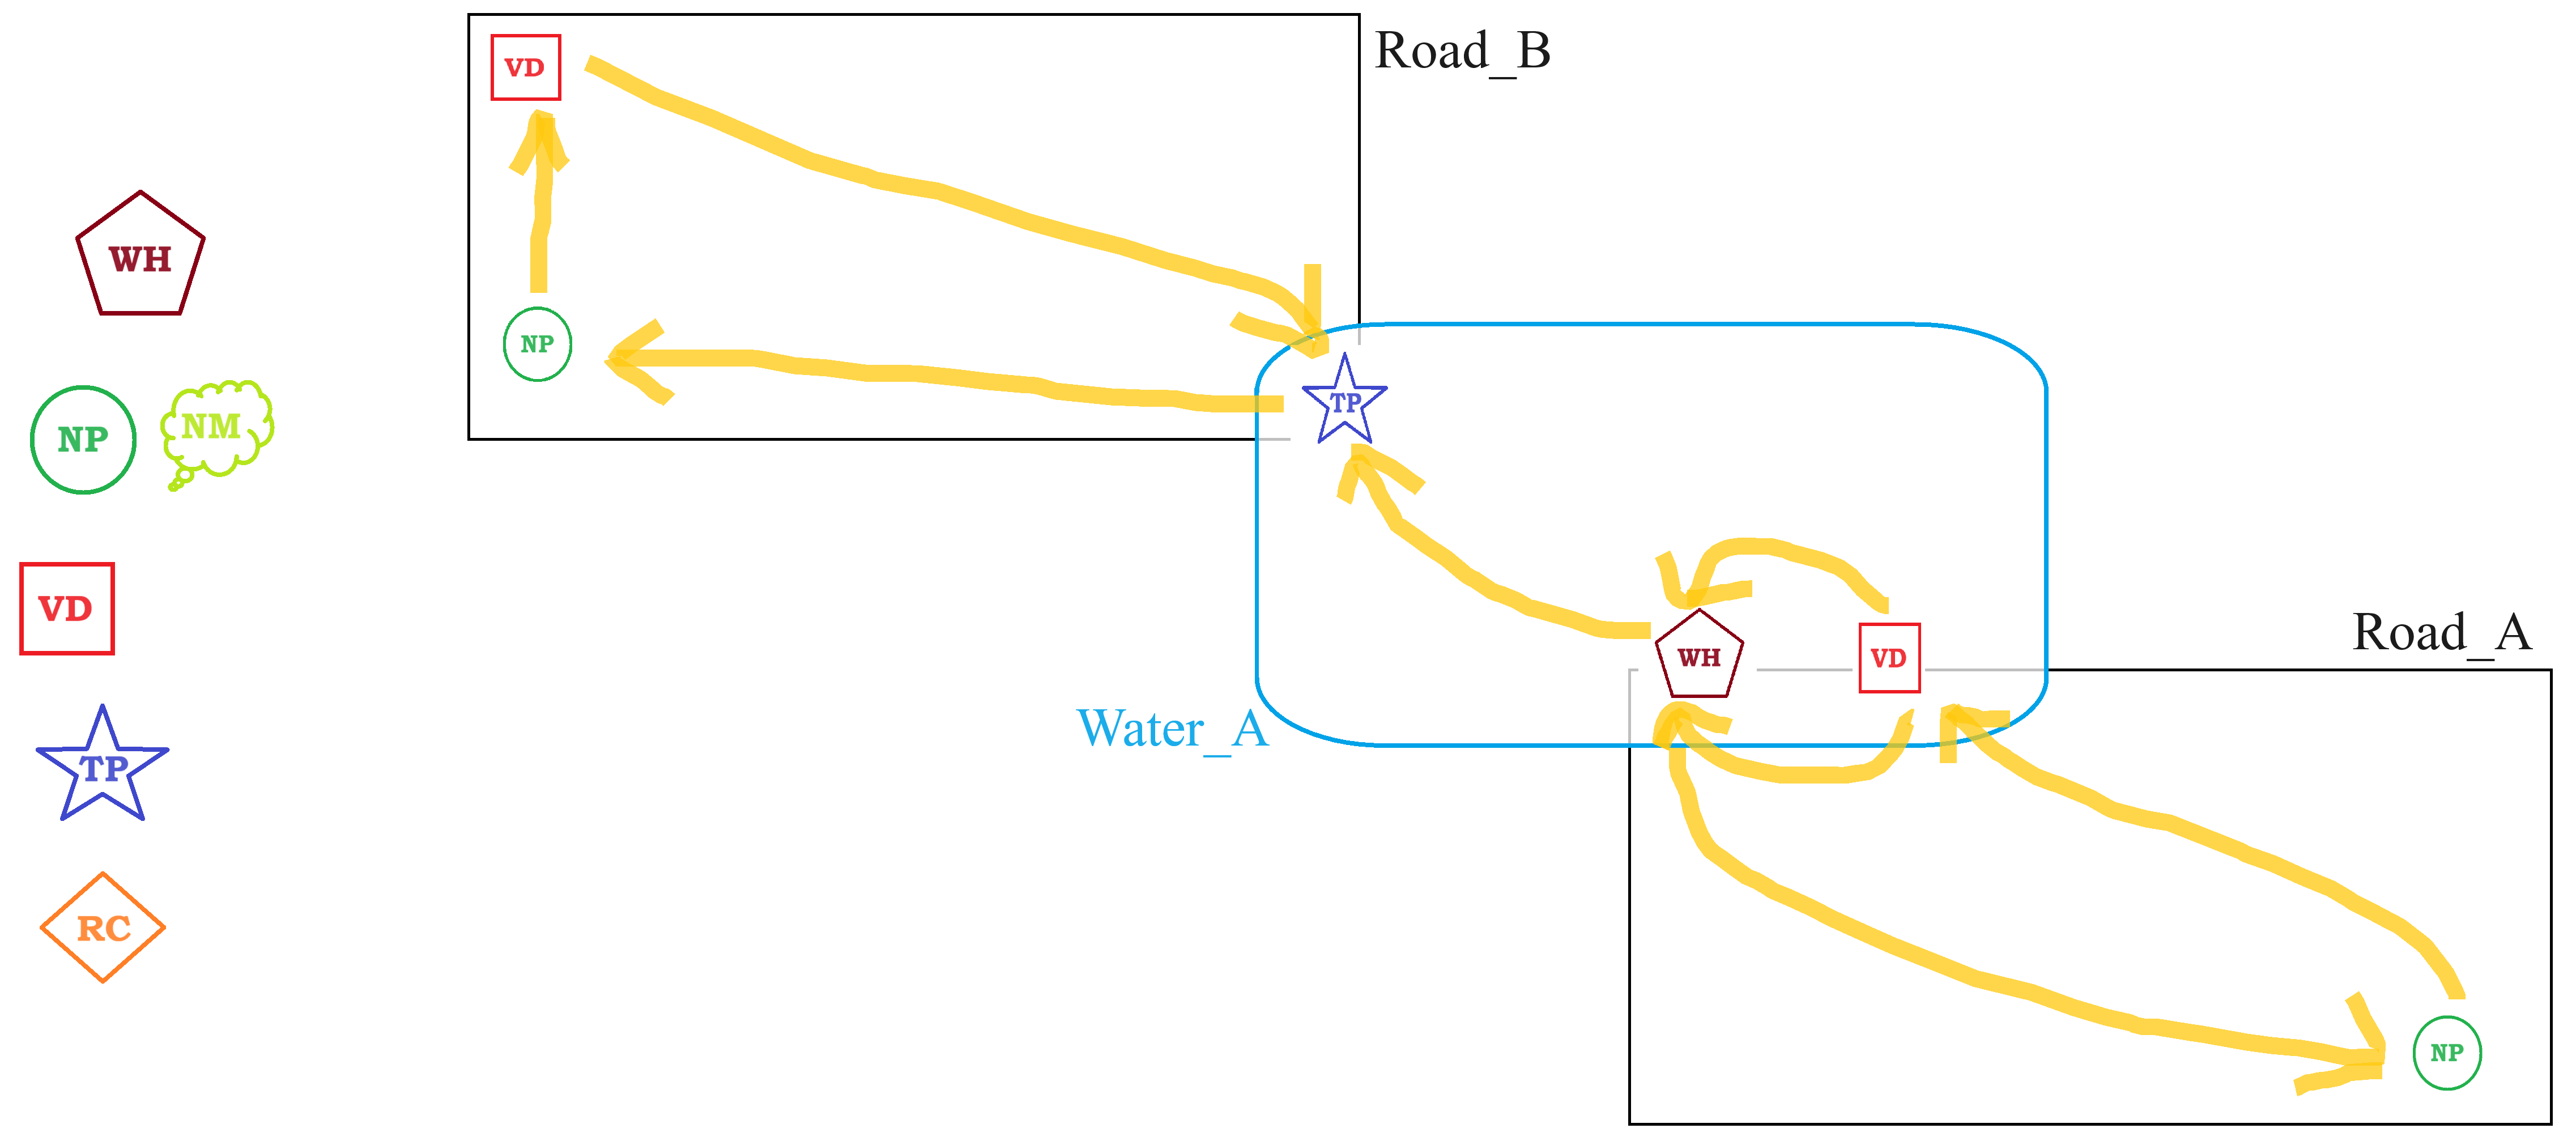 WH
NP
NM
VD
TP
RC
VD
Road_B
NP
TP
WH
VD
Road_A
Water_A
NP